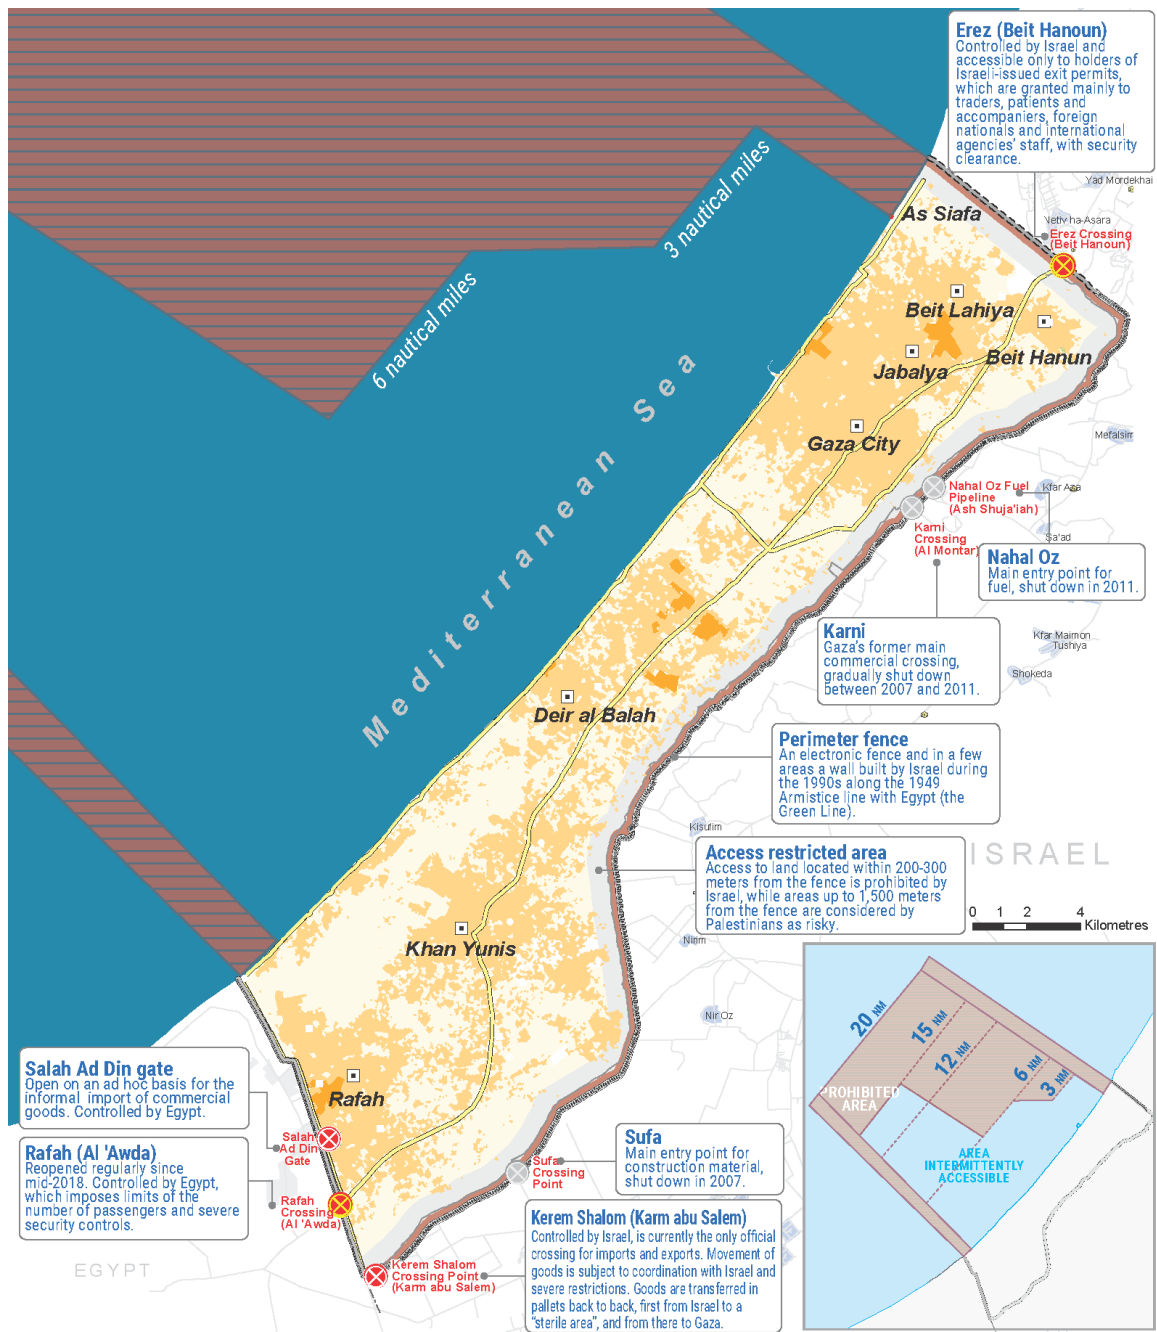 Erez (Beit Hanoun)
Controlled by Israel and
accessible only to holders of
Israeli-issued exit permits,
which are granted mainly to
traders, patients and
accompaniers, foreign
nationals and international
agencies' staff, with security
clearance.
Yad Mordekhai
Netiv ha-Asara
As Siafa
Erez Crossing
(Beit Hanoun)
3 nautical miles
6 nautical miles
Beit Lahiya
Beit Hanun
Jabalya
Gaza City
Mefalsim
Mediterranean Sea
Nahal Oz Fuel
Pipeline
(Ash Shuja'iah)
Kfar Aza
Karni
Crossing
(Al Montar)
Sa'ad
Nahal Oz
Main entry point for
fuel, shut down in 2011.
Karni
Gaza's former main
commercial crossing,
gradually shut down
between 2007 and 2011.
Kfar Maimon
Tushiya
Shokeda
Deir al Balah
Perimeter fence
An electronic fence and in a few
areas a wall built by Israel during
the 1990s along the 1949
Armistice line with Egypt (the
Green Line).
Kisufim
ISRAEL
Access restricted area
Access to land located within 200-300
meters from the fence is prohibited by
Israel, while areas up to 1,500 meters
from the fence are considered by
Palestinians as risky.
0 1 2 4
Kilometres
Khan Yunis
Nirim
Nir Oz
20 NM
15 NM
12 NM
6 NM
3 NM
PROHIBITED
AREA
AREA
INTERMITTENTLY
ACCESSIBLE
Salah Ad Din gate
Open on an ad hoc basis for the
informal import of commercial
goods. Controlled by Egypt.
Rafah
Salah
Ad Din
Gate
Rafah (Al 'Awda)
Reopened regularly since
mid-2018. Controlled by Egypt,
which imposes limits of the
number of passengers and severe
security controls.
Rafah
Crossing
(Al 'Awda)
Sufa
Crossing
Point
Sufa
Main entry point for
construction material,
shut down in 2007.
EGYPT
Kerem Shalom
Crossing Point
(Karm abu Salem)
Kerem Shalom (Karm abu Salem)
Controlled by Israel, is currently the only official
crossing for imports and exports. Movement of
goods is subject to coordination with Israel and
severe restrictions. Goods are transferred in
pallets back to back, first from Israel to a
"sterile area", and from there to Gaza.